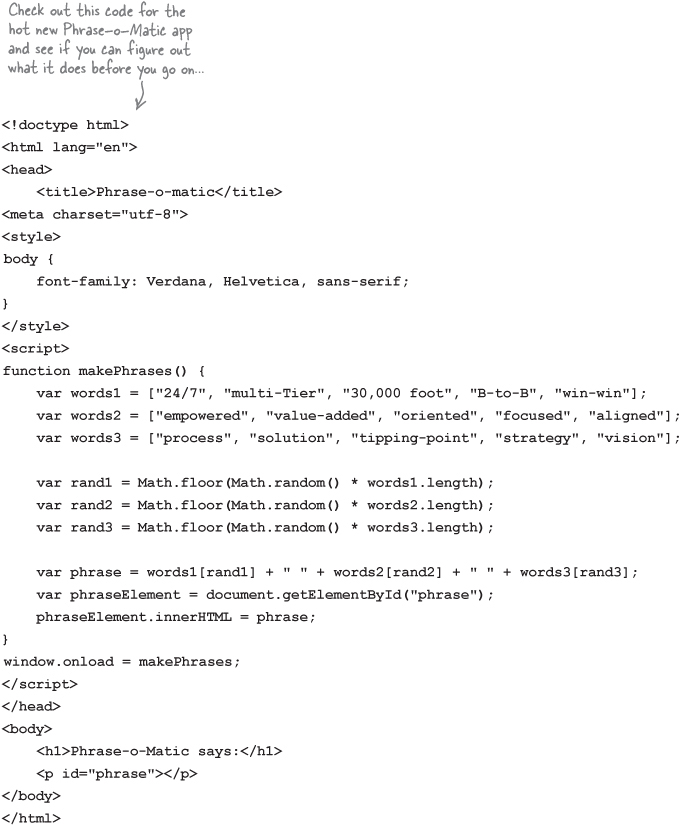 Check out this code for the
hot new Phrase-o-Matic app
and see if you can figure out
what it does before you go on...
<!doctype html>
<html lang="en">
<head>
    <title>Phrase-o-matic</title>
<meta charset="utf-8">
<style>
body {
    font-family: Verdana, Helvetica, sans-serif;
}
</style>
<script>
function makePhrases() {
    var words1 = ["24/7", "multi-Tier", "30,000 foot", "B-to-B", "win-win"];
    var words2 = ["empowered", "value-added", "oriented", "focused", "aligned"];
    var words3 = ["process", "solution", "tipping-point", "strategy", "vision"];

    var rand1 = Math.floor(Math.random() * words1.length);
    var rand2 = Math.floor(Math.random() * words2.length);
    var rand3 = Math.floor(Math.random() * words3.length);

    var phrase = words1[rand1] + " " + words2[rand2] + " " + words3[rand3];
    var phraseElement = document.getElementById("phrase");
    phraseElement.innerHTML = phrase;
}
window.onload = makePhrases;
</script>
</head>
<body>
    <h1>Phrase-o-Matic says:</h1>
    <p id="phrase"></p>
</body>
</html>